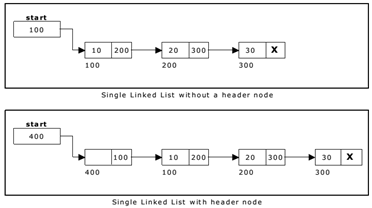 start
100
10 200 20 300 30 X
100 200 300
Single Linked List without a header node
start
400
100 10 200 20 300 30 X
400 100 200 300
Single Linked List with header node